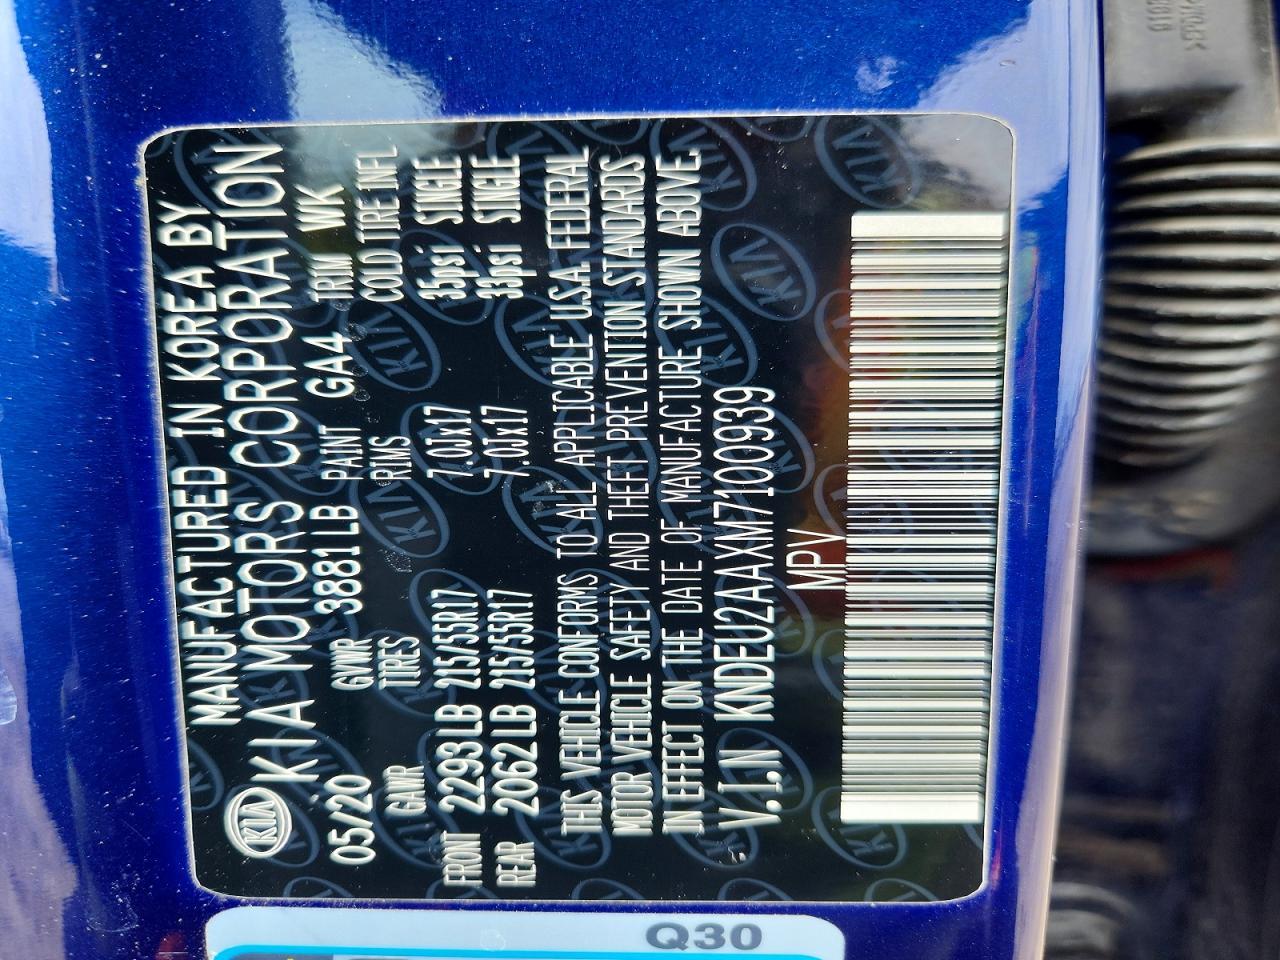 MANUFACTURED IN KOREA BY
KIA KIA MOTORS CORPORATION
05/20 GVWR 3881LB PAINT GA4 TRIM WK
GAWR TIRES RIMS COLD TIRE INFL
FRONT 2293LB 215/55R17 7.0Jx17 35psi SINGLE
REAR 2062LB 215/55R17 7.0Jx17 33psi SINGLE
THIS VEHICLE CONFORMS TO ALL APPLICABLE U.S.A. FEDERAL
MOTOR VEHICLE SAFETY AND THEFT PREVENTION STANDARDS
IN EFFECT ON THE DATE OF MANUFACTURE SHOWN ABOVE.
V.I.N KNDEU2AAXM7100939
MPV
Q30